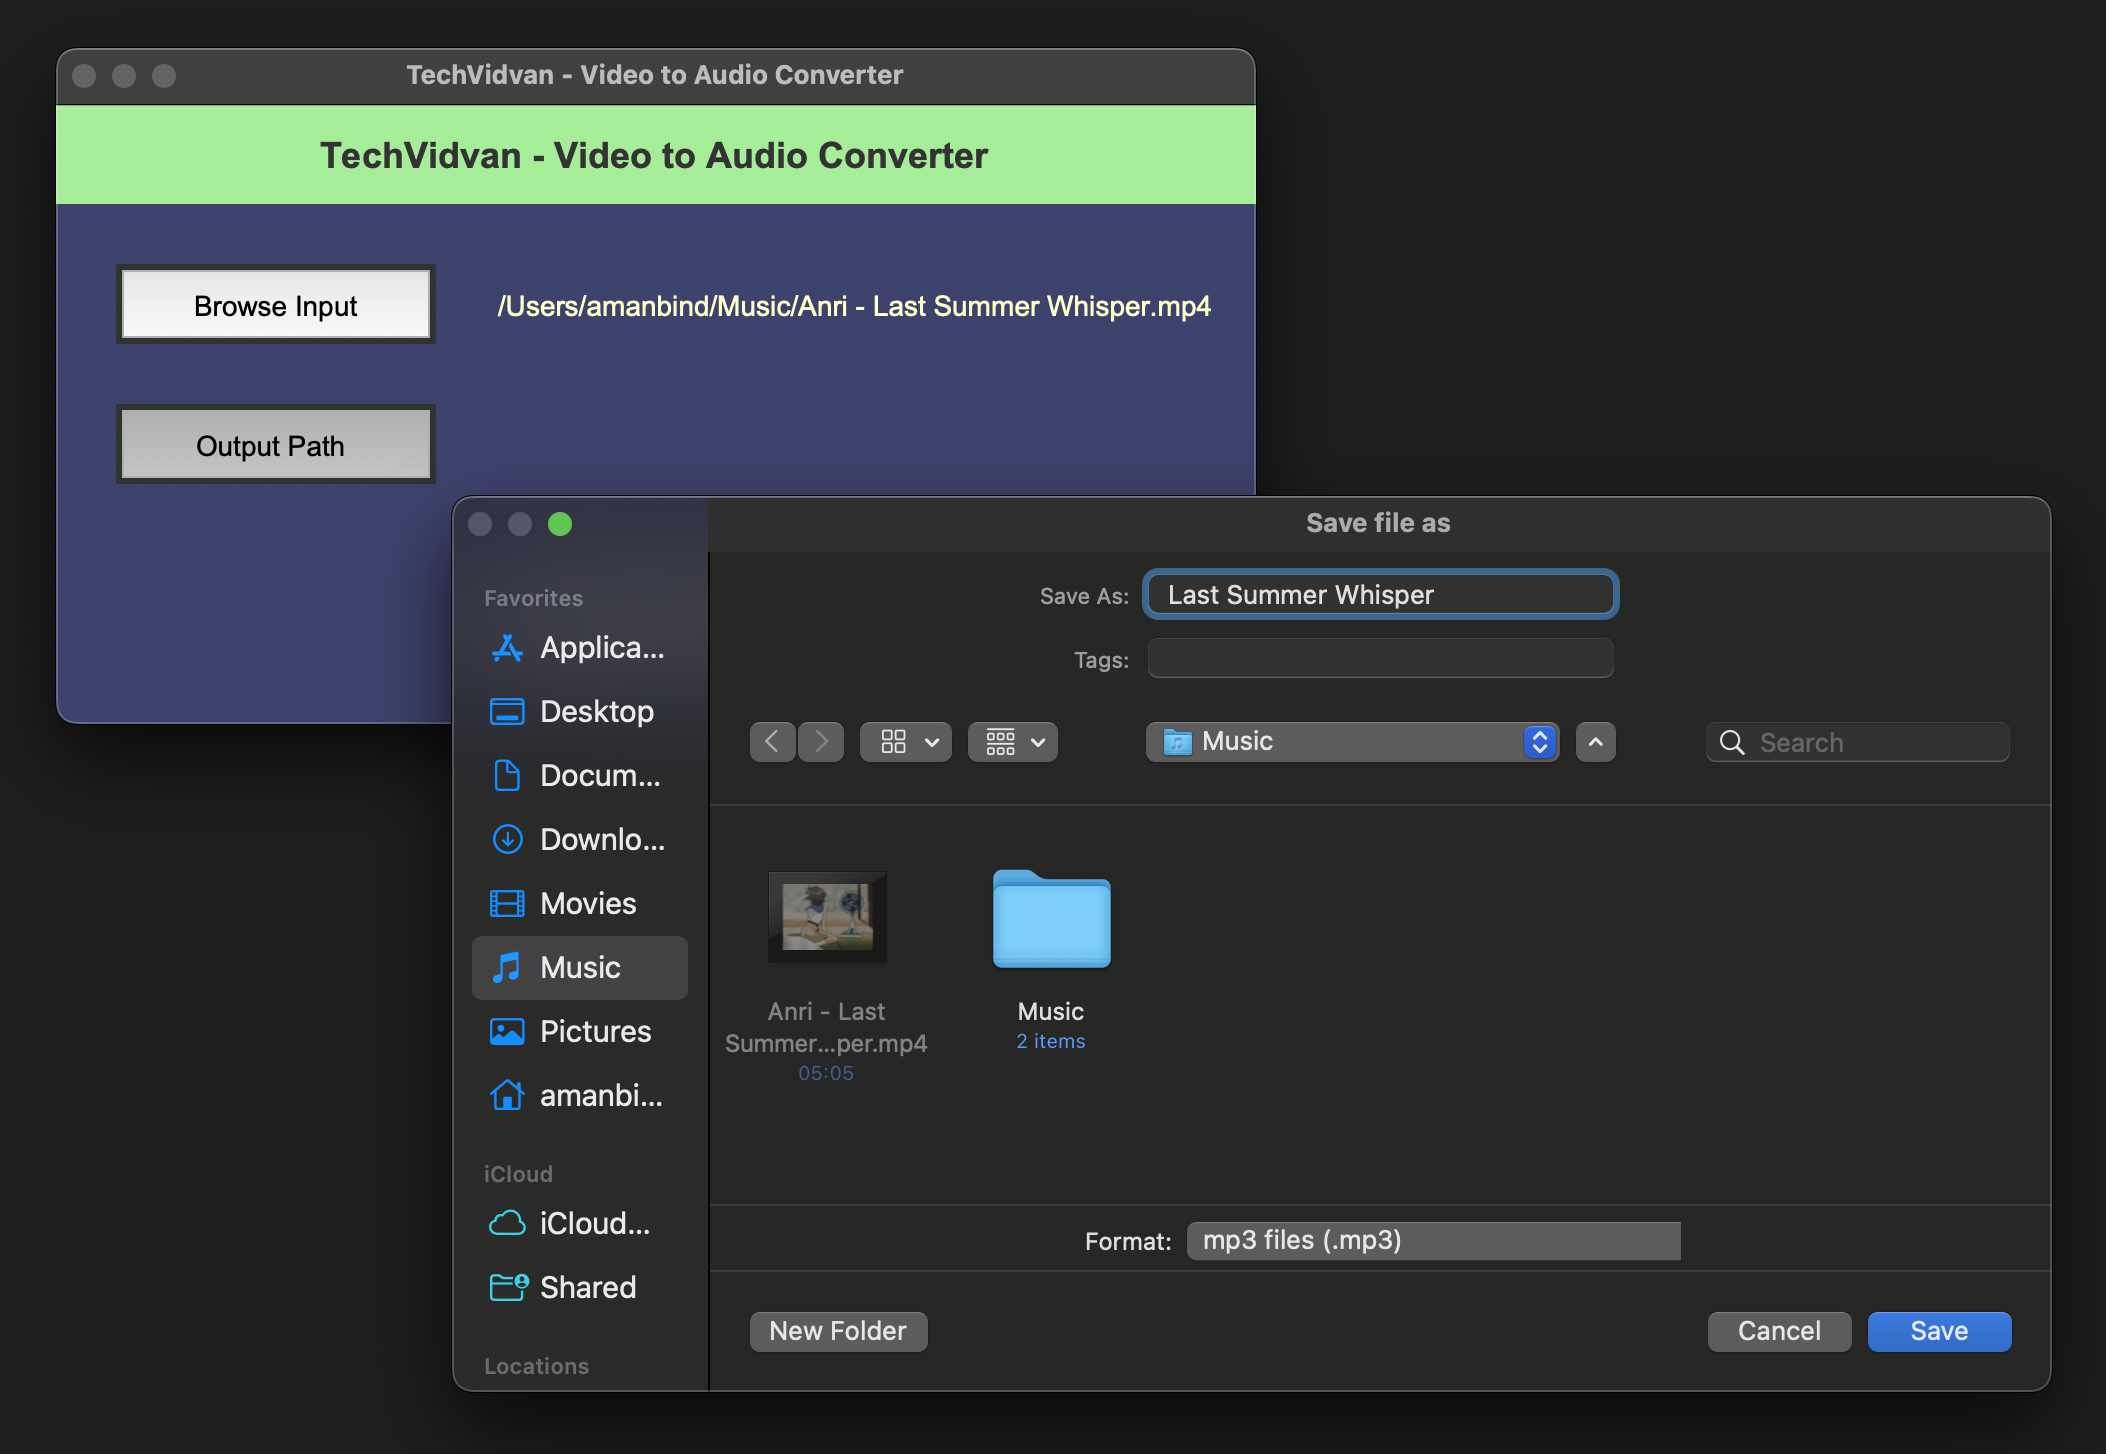 TechVidvan - Video to Audio Converter
TechVidvan - Video to Audio Converter
Browse Input
/Users/amanbind/Music/Anri - Last Summer Whisper.mp4
Output Path
Save file as
Favorites
Applica...
Desktop
Docum...
Downlo...
Movies
Music
Pictures
amanbi...
iCloud
iCloud...
Shared
Locations
Save As:
Last Summer Whisper
Tags:
Music
Search
Anri - Last
Summer...per.mp4
05:05
Music
2 items
Format:
mp3 files (.mp3)
New Folder
Cancel
Save